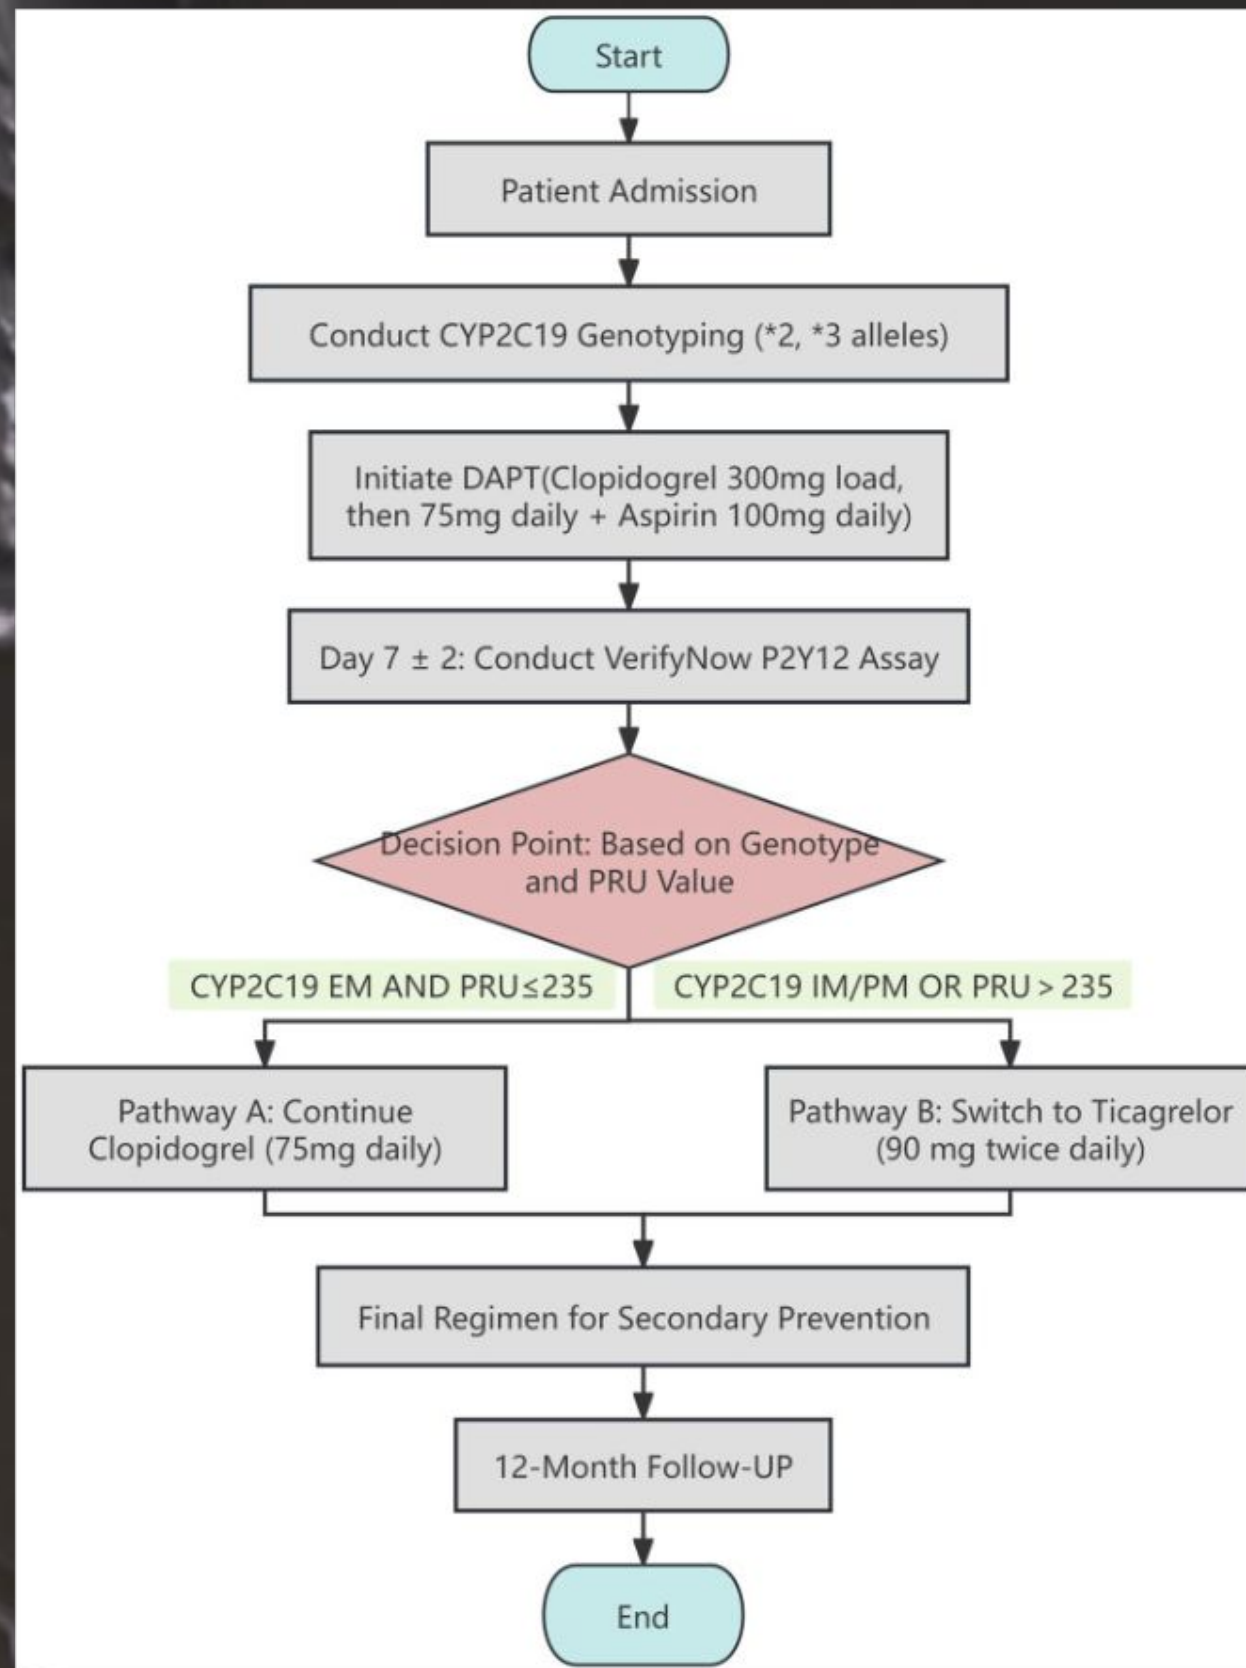 Start
Patient Admission
Conduct CYP2C19 Genotyping (*2, *3 alleles)
Initiate DAPT(Clopidogrel 300mg load,
then 75mg daily + Aspirin 100mg daily)
Day 7 ± 2: Conduct VerifyNow P2Y12 Assay
Decision Point: Based on Genotype
and PRU Value
CYP2C19 EM AND PRU≤235
CYP2C19 IM/PM OR PRU > 235
Pathway A: Continue
Clopidogrel (75mg daily)
Pathway B: Switch to Ticagrelor
(90 mg twice daily)
Final Regimen for Secondary Prevention
12-Month Follow-UP
End